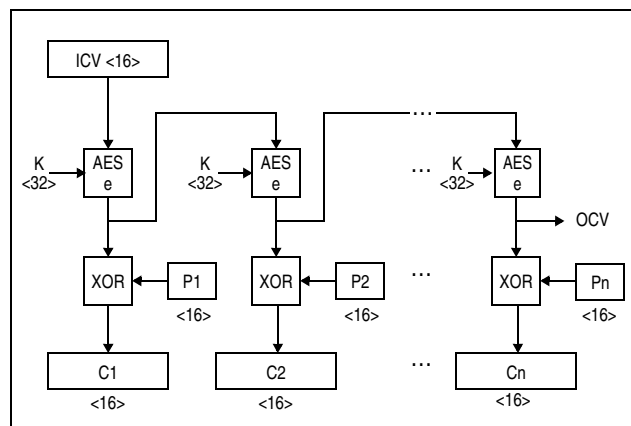 ICV <16>
...
K
<32>
AES
e
K
<32>
AES
e
...
K
<32>
AES
e
OCV
XOR
P1
<16>
XOR
P2
<16>
...
XOR
Pn
<16>
C1
<16>
C2
<16>
...
Cn
<16>